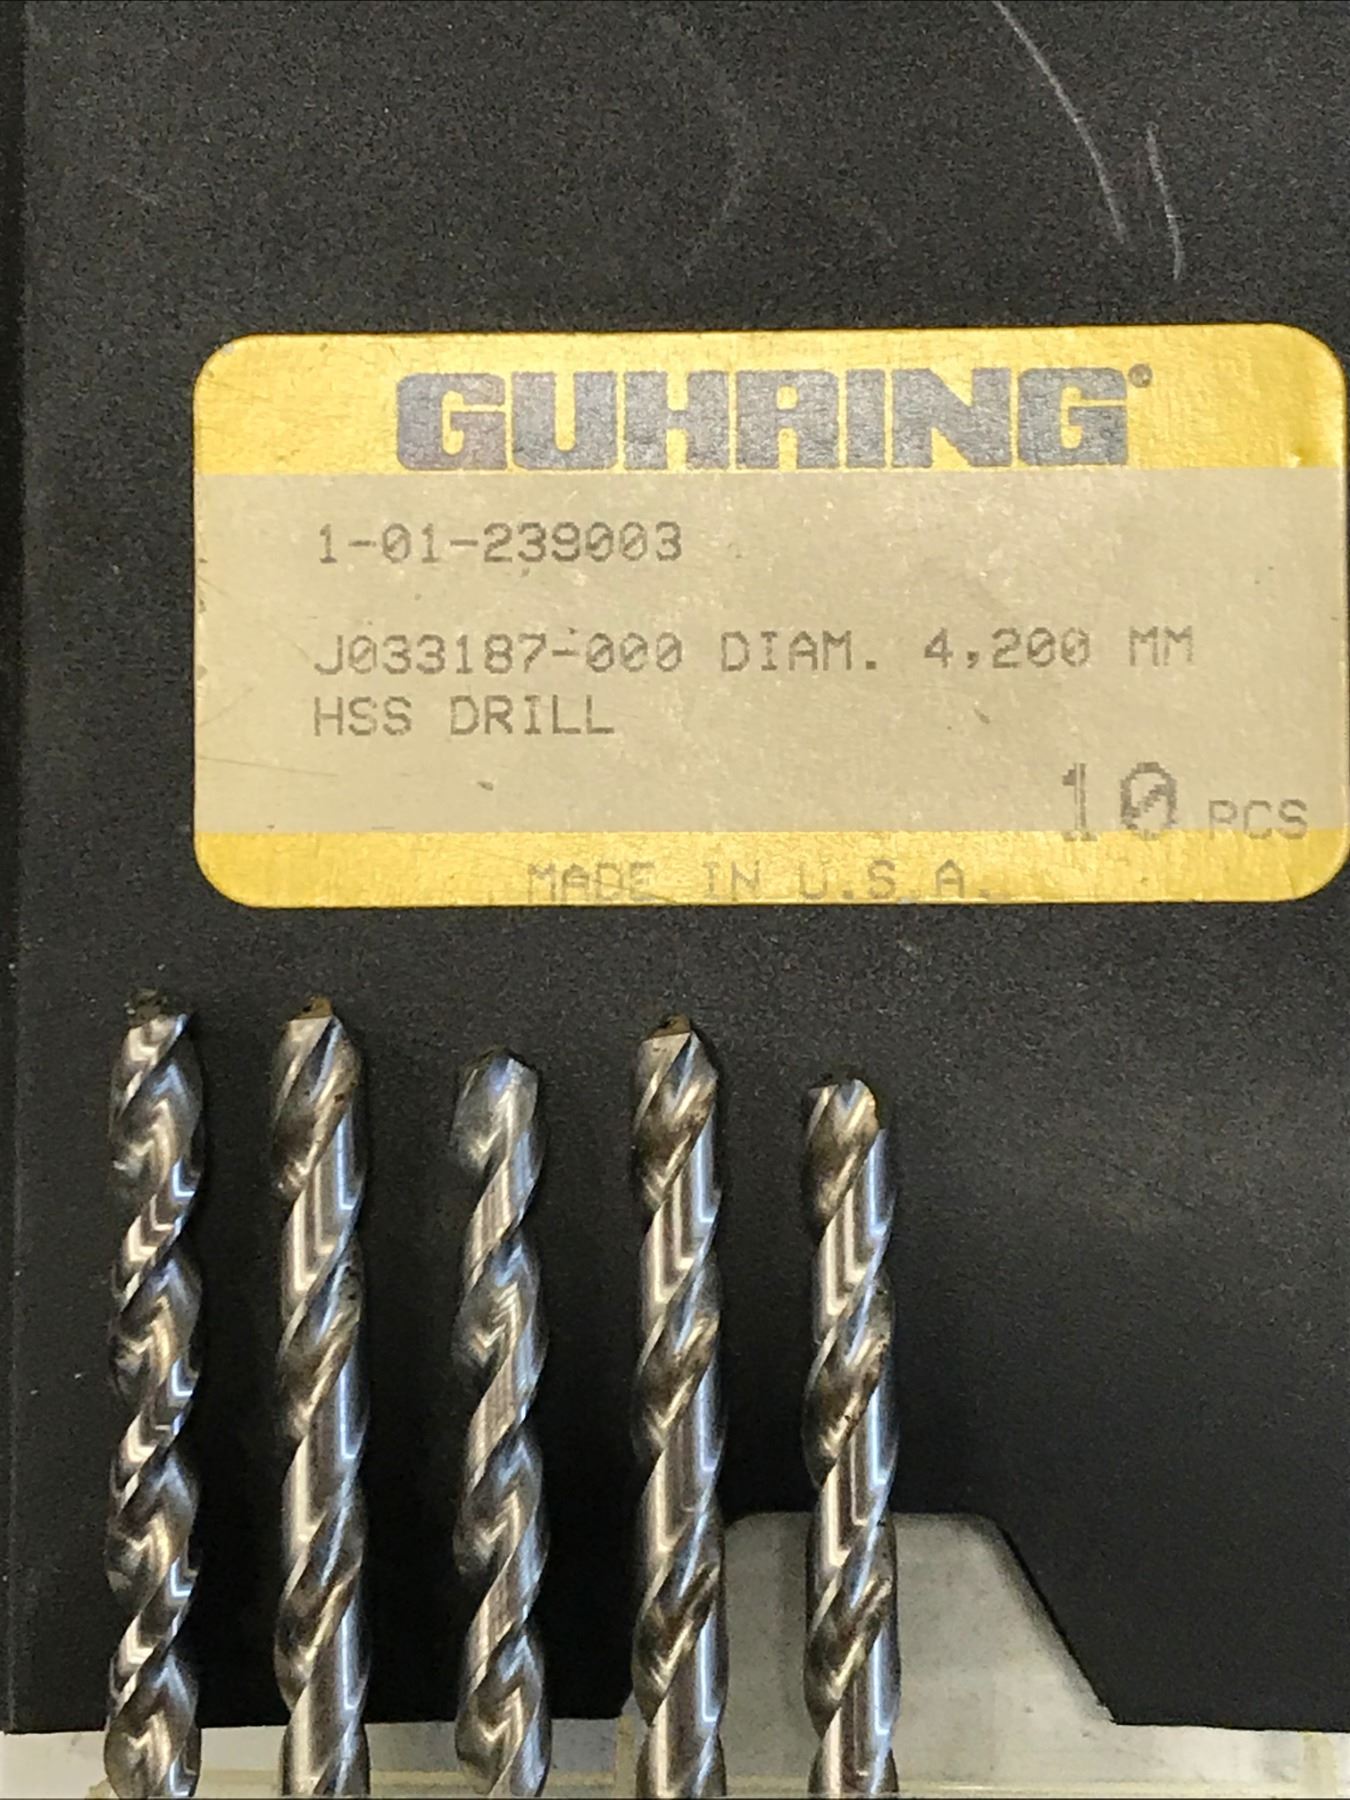 GUHRING®
1-01-239003
J033187-000 DIAM. 4,200 MM
HSS DRILL
10 PCS
MADE IN U.S.A.